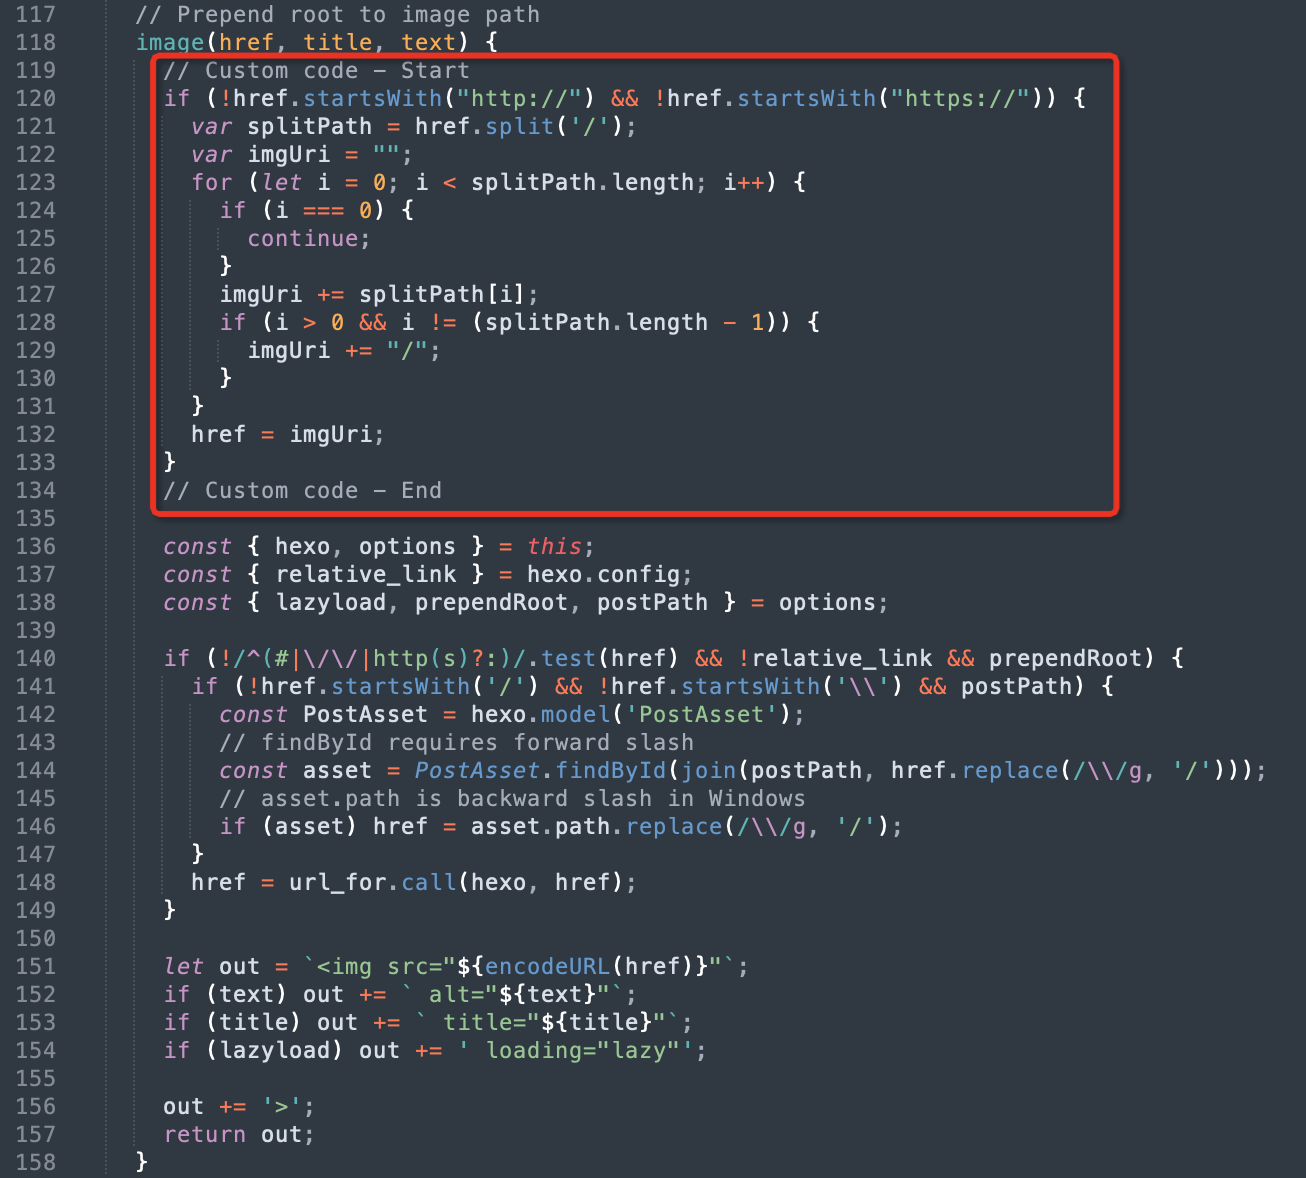 117 // Prepend root to image path
118 image(href, title, text) {
119 // Custom code - Start
120 if (!href.startsWith("http://") && !href.startsWith("https://")) {
121 var splitPath = href.split('/');
122 var imgUri = "";
123 for (let i = 0; i < splitPath.length; i++) {
124 if (i === 0) {
125 continue;
126 }
127 imgUri += splitPath[i];
128 if (i > 0 && i != (splitPath.length - 1)) {
129 imgUri += "/";
130 }
131 }
132 href = imgUri;
133 }
134 // Custom code - End
135
136 const { hexo, options } = this;
137 const { relative_link } = hexo.config;
138 const { lazyload, prependRoot, postPath } = options;
139
140 if (!/^(#|\/\/|http(s)?:)/.test(href) && !relative_link && prependRoot) {
141 if (!href.startsWith('/') && !href.startsWith('\\') && postPath) {
142 const PostAsset = hexo.model('PostAsset');
143 // findById requires forward slash
144 const asset = PostAsset.findById(join(postPath, href.replace(/\\/g, '/')));
145 // asset.path is backward slash in Windows
146 if (asset) href = asset.path.replace(/\\/g, '/');
147 }
148 href = url_for.call(hexo, href);
149 }
150
151 let out = `<img src="${encodeURL(href)}"`;
152 if (text) out += ` alt="${text}"`;
153 if (title) out += ` title="${title}"`;
154 if (lazyload) out += ' loading="lazy"';
155
156 out += '>';
157 return out;
158 }